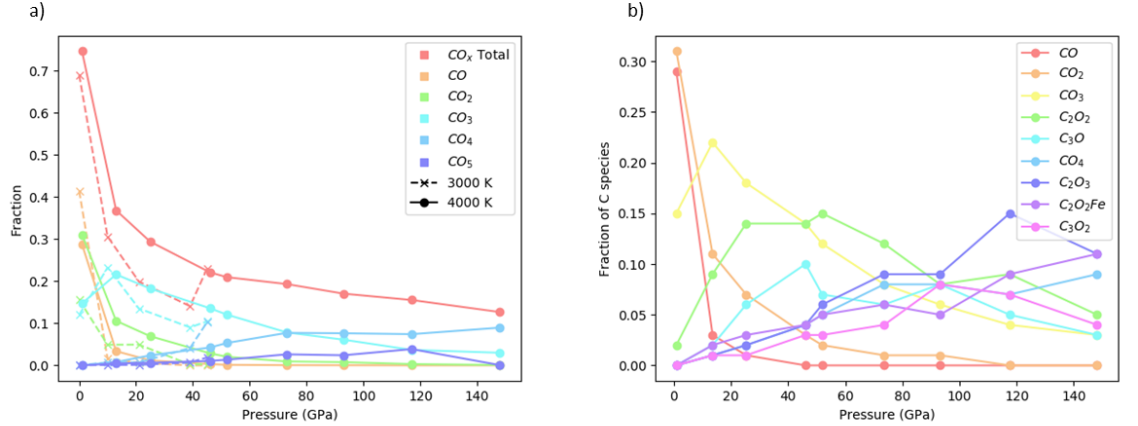 a)
Fraction
0.7
0.6
0.5
0.4
0.3
0.2
0.1
0.0
0 20 40 60 80 100 120 140
Pressure (GPa)
COₓ Total
CO
CO₂
CO₃
CO₄
CO₅
3000 K
4000 K
b)
Fraction of C species
0.30
0.25
0.20
0.15
0.10
0.05
0.00
0 20 40 60 80 100 120 140
Pressure (GPa)
CO
CO₂
CO₃
C₂O₂
C₃O
CO₄
C₂O₃
C₂O₂Fe
C₃O₂